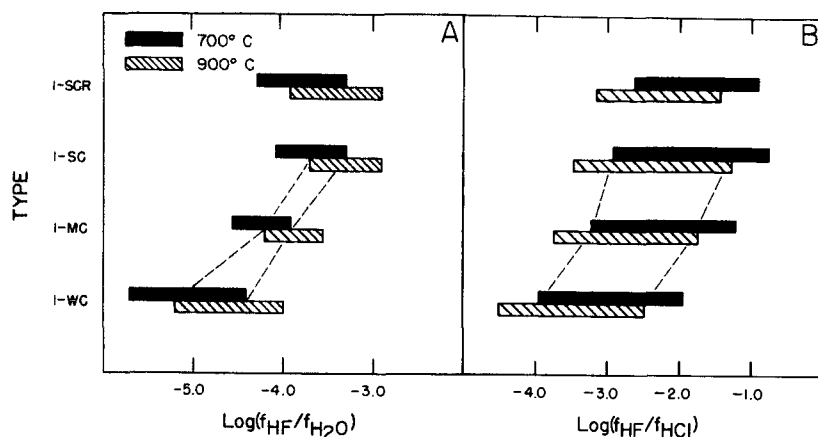 A
B
700° C
900° C
TYPE
I-SCR
I-SC
I-MC
I-WC
-5.0 -4.0 -3.0
-4.0 -3.0 -2.0 -1.0
Log(fHF/fH2O)
Log(fHF/fHCl)